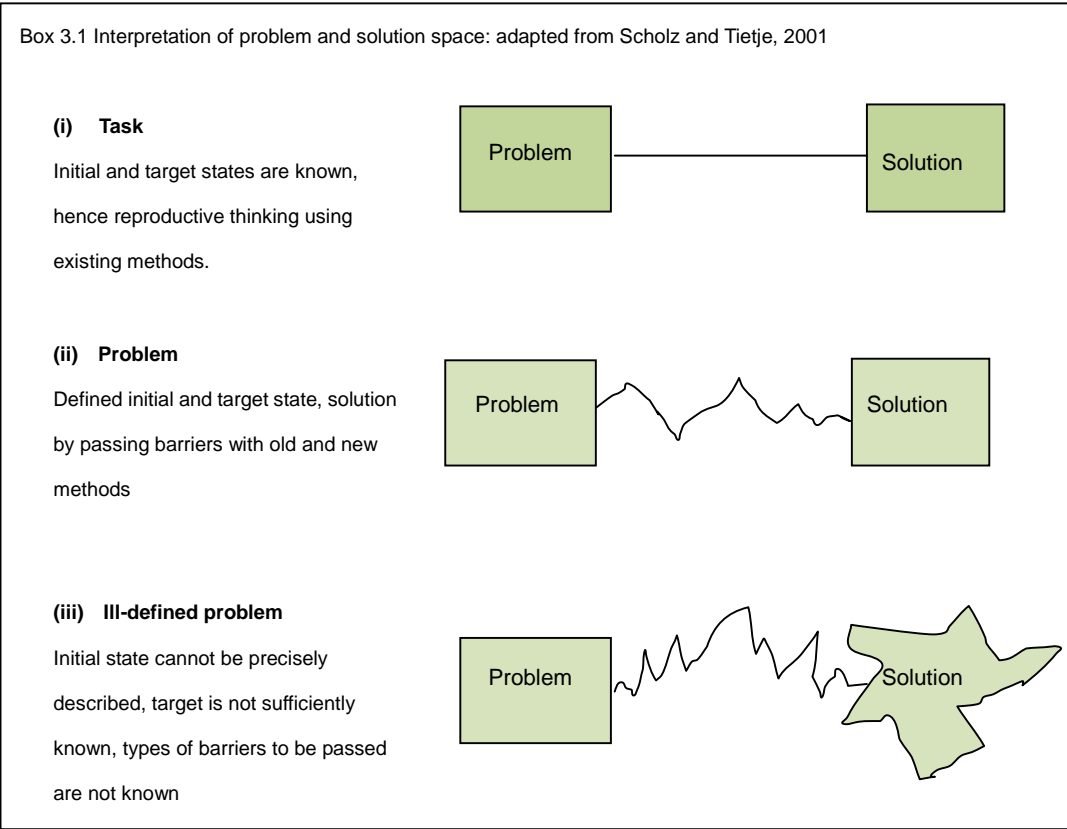 Box 3.1 Interpretation of problem and solution space: adapted from Scholz and Tietje, 2001
(i) Task
Initial and target states are known,
hence reproductive thinking using
existing methods.
Problem
Solution
(ii) Problem
Defined initial and target state, solution
by passing barriers with old and new
methods
Problem
Solution
(iii) Ill-defined problem
Initial state cannot be precisely
described, target is not sufficiently
known, types of barriers to be passed
are not known
Problem
Solution